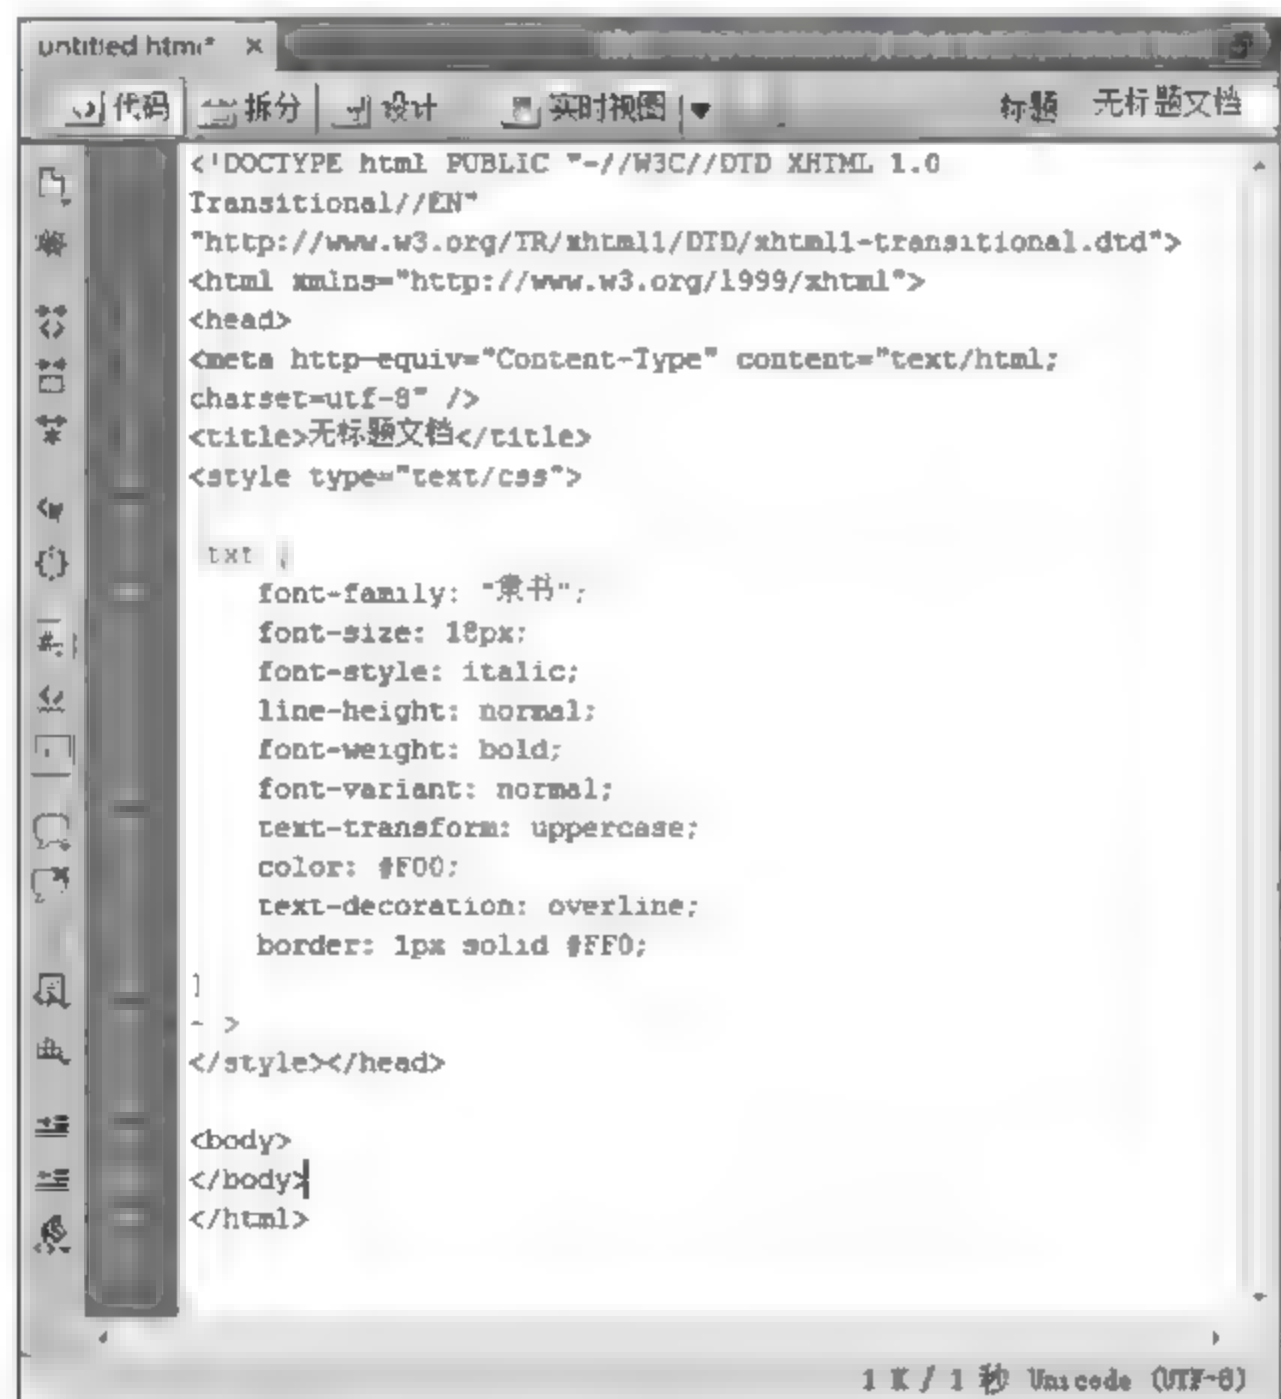 untitled html* ×
代码 拆分 设计 实时视图 标题 无标题文档
<!DOCTYPE html PUBLIC "-//W3C//DTD XHTML 1.0
Transitional//EN"
"http://www.w3.org/TR/xhtml1/DTD/xhtml1-transitional.dtd">
<html xmlns="http://www.w3.org/1999/xhtml">
<head>
<meta http-equiv="Content-Type" content="text/html;
charset=utf-8" />
<title>无标题文档</title>
<style type="text/css">
txt {
font-family: "隶书";
font-size: 18px;
font-style: italic;
line-height: normal;
font-weight: bold;
font-variant: normal;
text-transform: uppercase;
color: #F00;
text-decoration: overline;
border: 1px solid #FF0;
}
- >
</style></head>
<body>
</body>
</html>
1 K / 1 秒 Unicode (UTF-8)